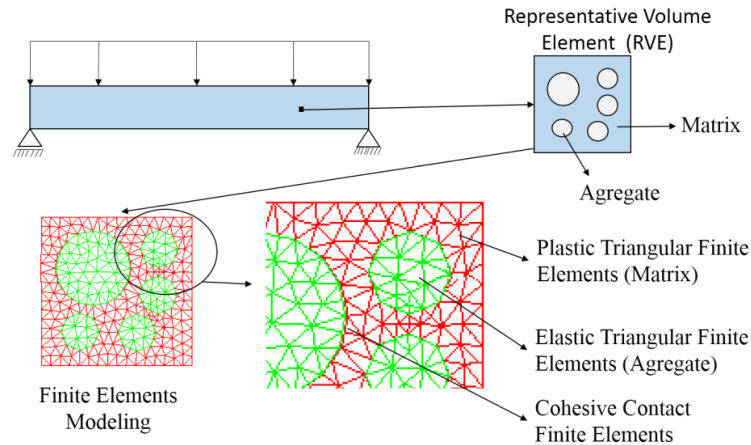 Representative Volume
Element (RVE)
Matrix
Agregate
Plastic Triangular Finite
Elements (Matrix)
Elastic Triangular Finite
Elements (Agregate)
Cohesive Contact
Finite Elements
Finite Elements
Modeling